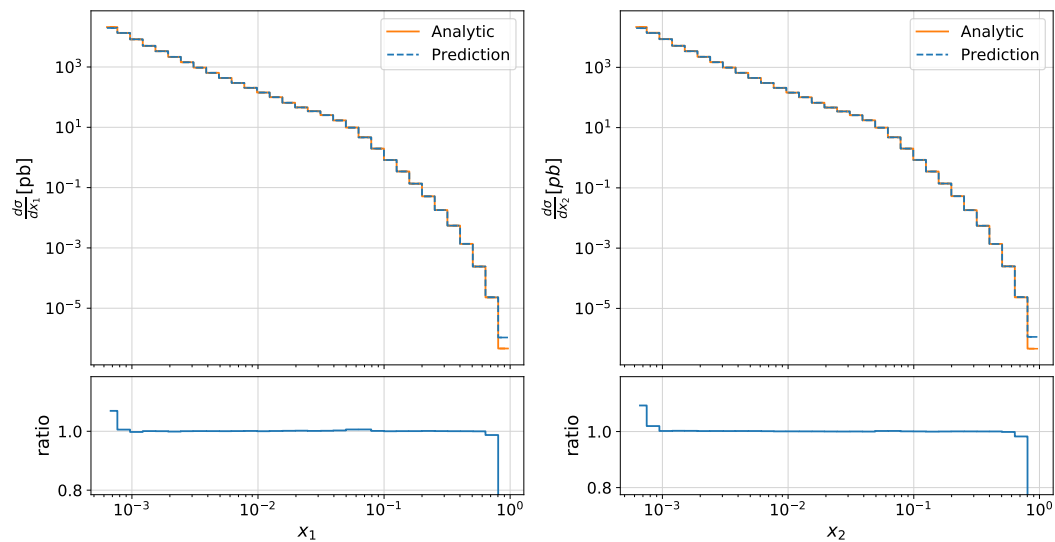 Analytic
Prediction
10^3
10^1
10^−1
10^−3
10^−5
dσ/dx_1 [pb]
1.0
0.8
ratio
10^−3 10^−2 10^−1 10^0
x_1
Analytic
Prediction
10^3
10^1
10^−1
10^−3
10^−5
dσ/dx_2 [pb]
1.0
0.8
ratio
10^−3 10^−2 10^−1 10^0
x_2